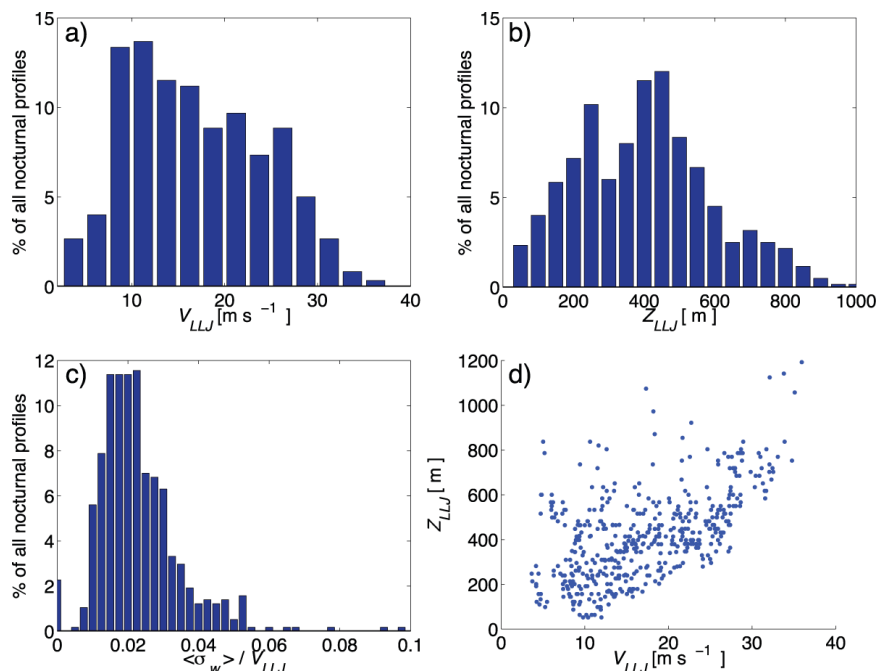 a)
% of all nocturnal profiles
15
10
5
0
10 20 30 40
V_LLJ [m s⁻¹ ]
b)
% of all nocturnal profiles
15
10
5
0
0 200 400 600 800 1000
Z_LLJ [ m ]
c)
% of all nocturnal profiles
12
10
8
6
4
2
0
0 0.02 0.04 0.06 0.08 0.1
<σ_w> / V_LLJ
d)
Z_LLJ [ m ]
1200
1000
800
600
400
200
0
0 10 20 30 40
V_LLJ [m s⁻¹ ]